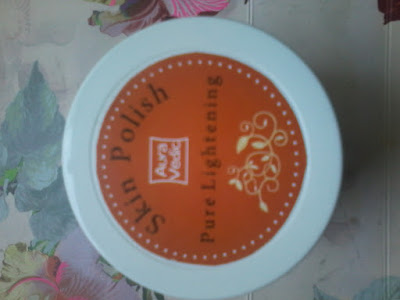 Skin Polish
Aura
Vedic
Pure Lightening